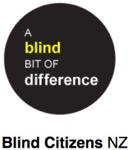 A
blind
BIT OF
difference
Blind Citizens NZ